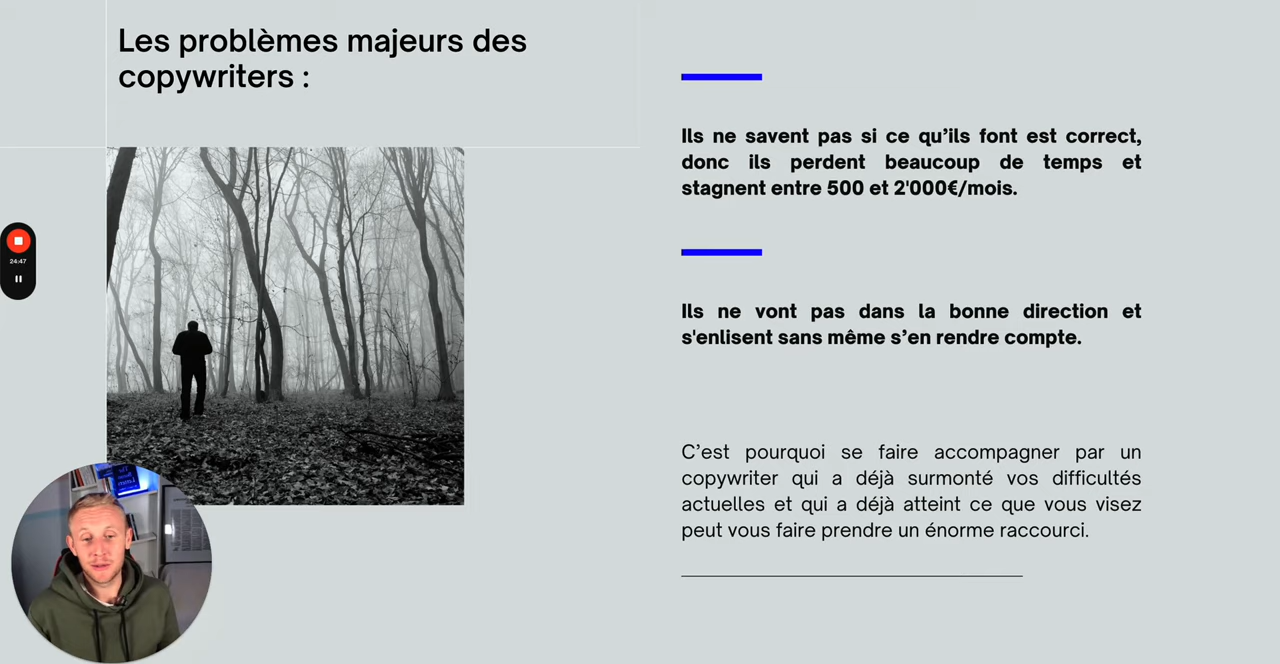 Les problèmes majeurs des
copywriters :
Ils ne savent pas si ce qu’ils font est correct,
donc ils perdent beaucoup de temps et
stagnent entre 500 et 2'000€/mois.
24:47
Ils ne vont pas dans la bonne direction et
s'enlisent sans même s’en rendre compte.
C’est pourquoi se faire accompagner par un
copywriter qui a déjà surmonté vos difficultés
actuelles et qui a déjà atteint ce que vous visez
peut vous faire prendre un énorme raccourci.